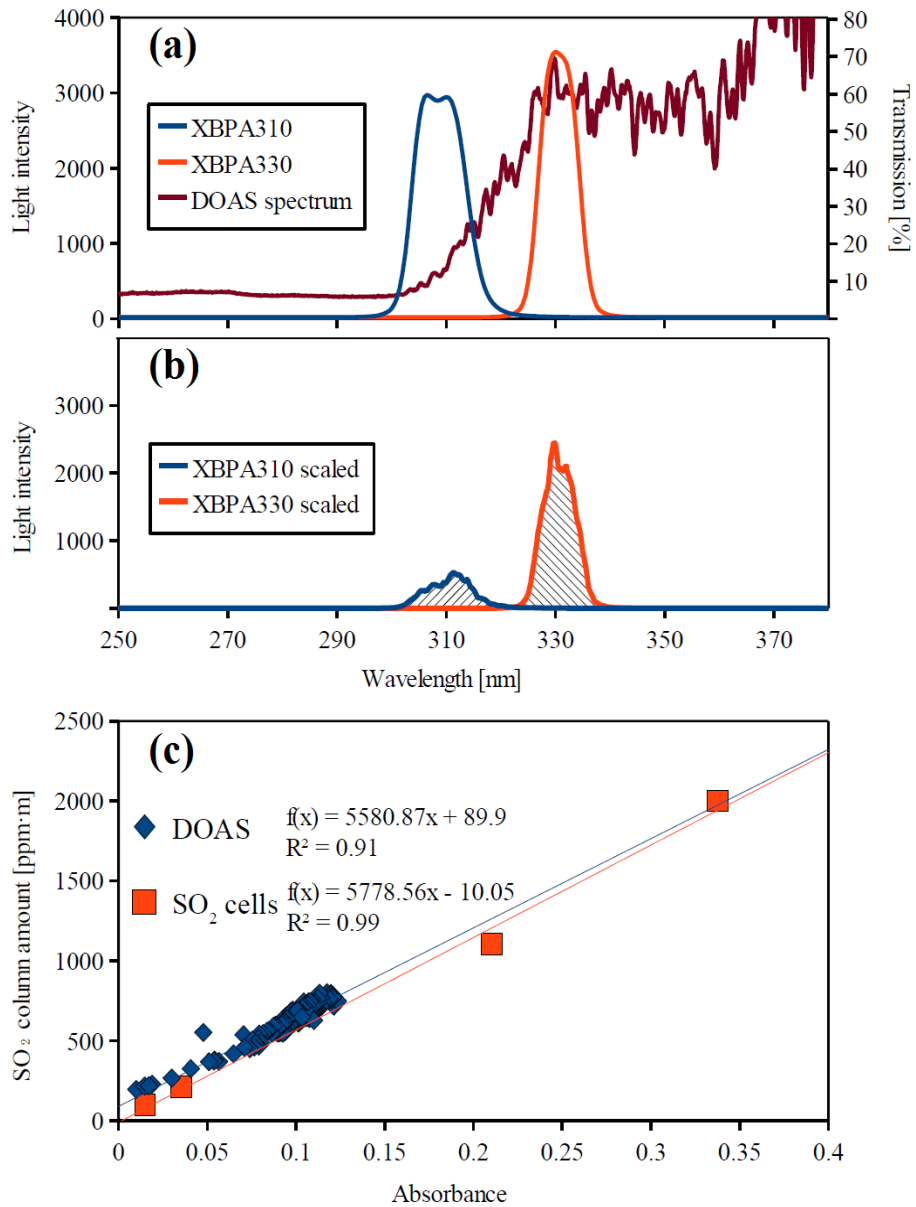 (a)
4000
3000
2000
1000
0
Light intensity
80
70
60
50
40
30
20
10
Transmission [%]
XBPA310
XBPA330
DOAS spectrum
(b)
3000
2000
1000
Light intensity
XBPA310 scaled
XBPA330 scaled
250 270 290 310 330 350 370
Wavelength [nm]
(c)
2500
2000
1500
1000
500
0
SO₂ column amount [ppm·m]
DOAS
f(x) = 5580.87x + 89.9
R² = 0.91
SO₂ cells
f(x) = 5778.56x - 10.05
R² = 0.99
0 0.05 0.1 0.15 0.2 0.25 0.3 0.35 0.4
Absorbance